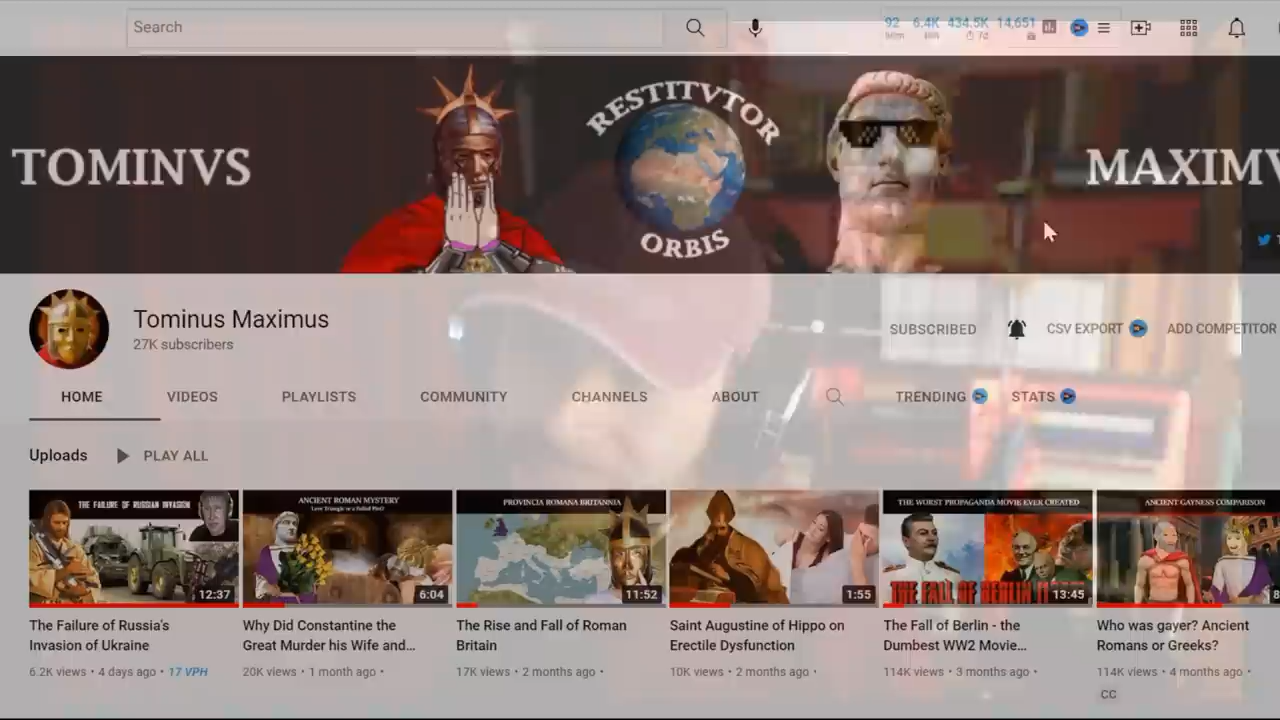 Search
92 6.4K 434.5K 14,651
7d
TOMINVS
RESTITVTOR
ORBIS
MAXIMV
Tominus Maximus
27K subscribers
SUBSCRIBED
CSV EXPORT
ADD COMPETITOR
HOME
VIDEOS
PLAYLISTS
COMMUNITY
CHANNELS
ABOUT
TRENDING
STATS
Uploads
PLAY ALL
THE FAILURE OF RUSSIAN INVASION
12:37
ANCIENT ROMAN MYSTERY
Love Triangle or a Failed Plot?
6:04
PROVINCIA ROMANA BRITANNIA
11:52
1:55
THE WORST PROPAGANDA MOVIE EVER CREATED
THE FALL OF BERLIN
13:45
ANCIENT GAYNESS COMPARISON
8
The Failure of Russia's
Invasion of Ukraine
6.2K views • 4 days ago • 17 VPH
Why Did Constantine the
Great Murder his Wife and...
20K views • 1 month ago •
The Rise and Fall of Roman
Britain
17K views • 2 months ago •
Saint Augustine of Hippo on
Erectile Dysfunction
10K views • 2 months ago •
The Fall of Berlin - the
Dumbest WW2 Movie...
114K views • 3 months ago •
Who was gayer? Ancient
Romans or Greeks?
114K views • 4 months ago •
CC